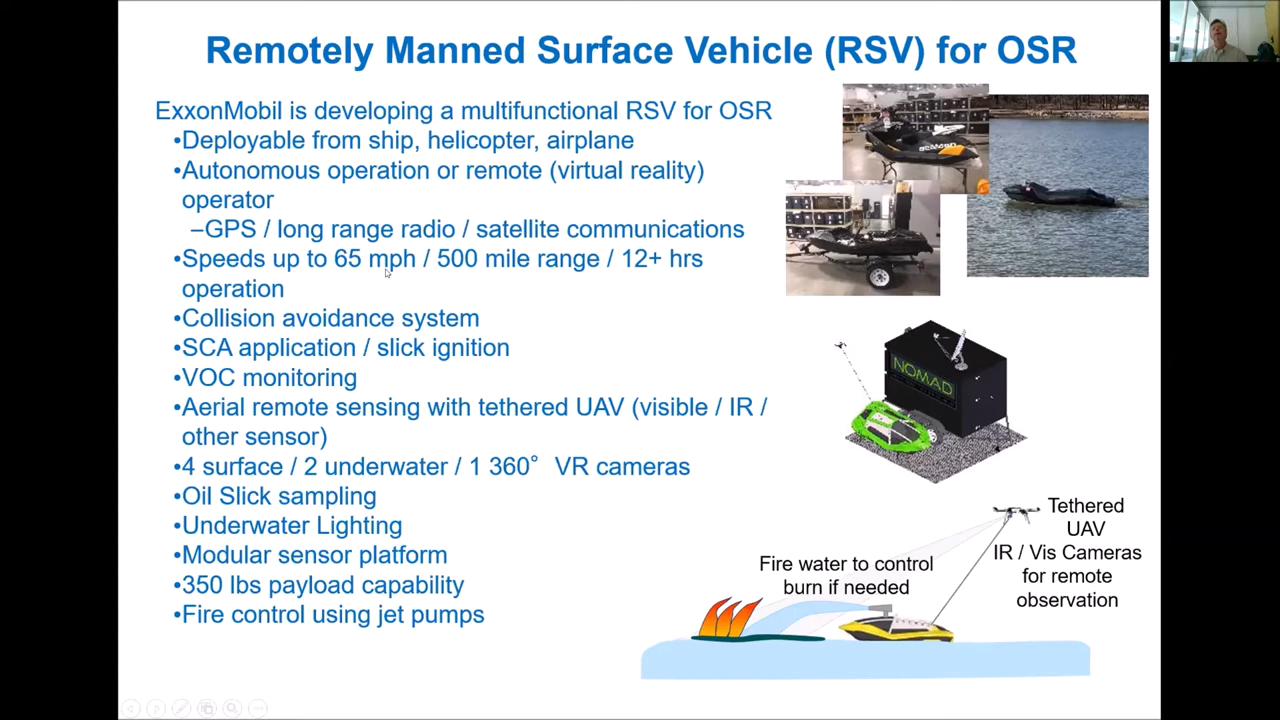 Remotely Manned Surface Vehicle (RSV) for OSR
ExxonMobil is developing a multifunctional RSV for OSR
•Deployable from ship, helicopter, airplane
•Autonomous operation or remote (virtual reality)
operator
–GPS / long range radio / satellite communications
•Speeds up to 65 mph / 500 mile range / 12+ hrs
operation
•Collision avoidance system
•SCA application / slick ignition
•VOC monitoring
•Aerial remote sensing with tethered UAV (visible / IR /
other sensor)
•4 surface / 2 underwater / 1 360° VR cameras
•Oil Slick sampling
•Underwater Lighting
•Modular sensor platform
•350 lbs payload capability
•Fire control using jet pumps
SEADOO
NOMAD
Tethered
UAV
IR / Vis Cameras
for remote
observation
Fire water to control
burn if needed